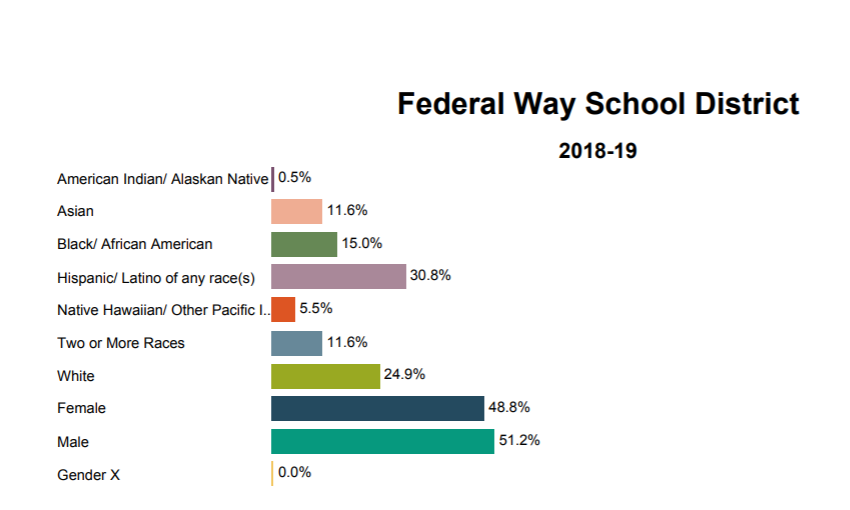 Federal Way School District
2018-19
American Indian/ Alaskan Native 0.5%
Asian 11.6%
Black/ African American 15.0%
Hispanic/ Latino of any race(s) 30.8%
Native Hawaiian/ Other Pacific I.. 5.5%
Two or More Races 11.6%
White 24.9%
Female 48.8%
Male 51.2%
Gender X 0.0%